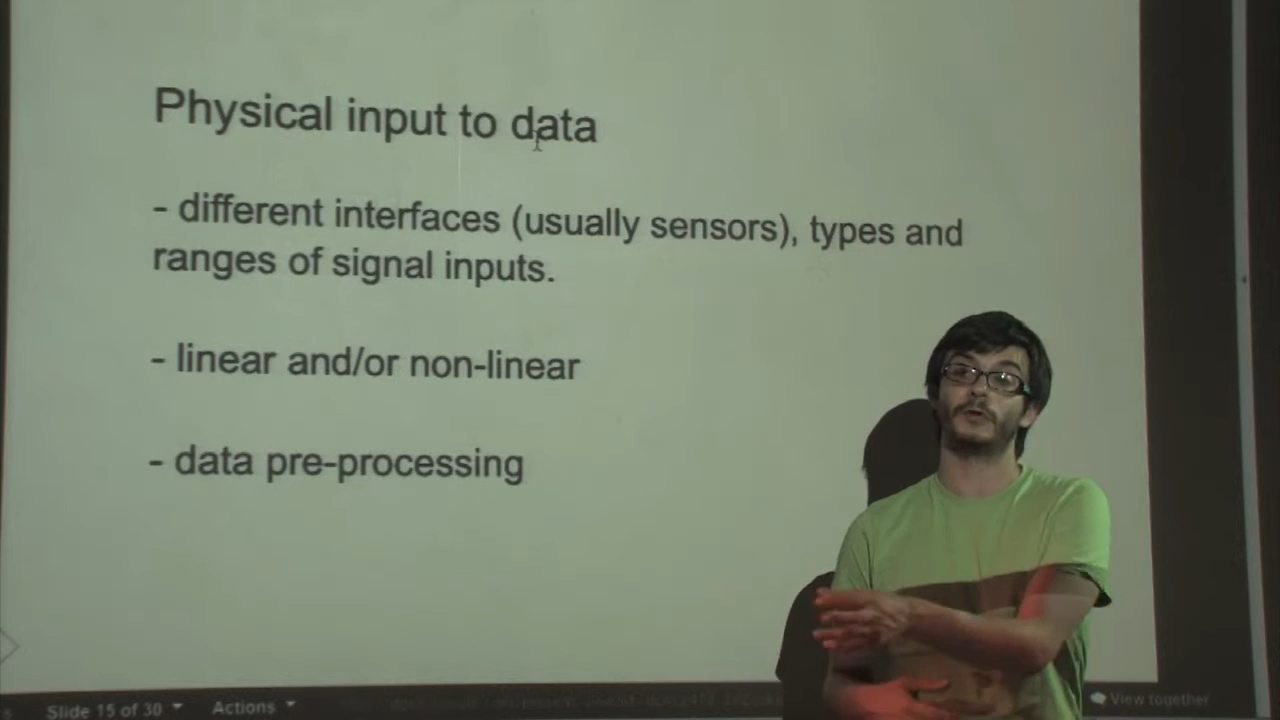 Physical input to data
- different interfaces (usually sensors), types and
ranges of signal inputs.
- linear and/or non-linear
- data pre-processing
Slide 15 of 30 Actions View together